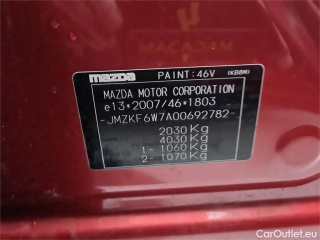 mazda PAINT:46V
MAZDA MOTOR CORPORATION
e13*2007/46*1803
-JMZKF6W7A00692782-
2030Kg
4030Kg
1- 1060Kg
2- 1070Kg
CarOutlet.eu